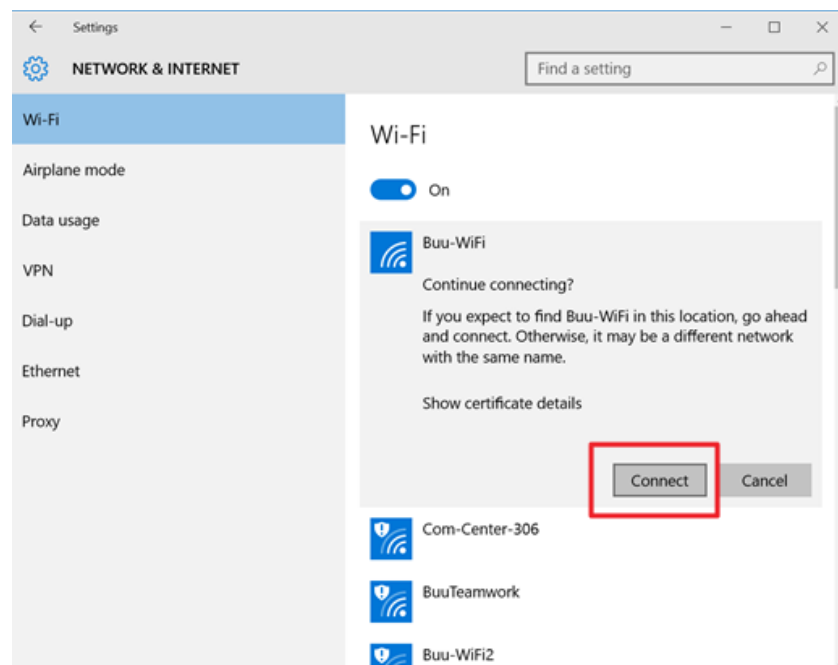 Settings
NETWORK & INTERNET
Find a setting
Wi-Fi
Airplane mode
Data usage
VPN
Dial-up
Ethernet
Proxy
Wi-Fi
On
Buu-WiFi
Continue connecting?
If you expect to find Buu-WiFi in this location, go ahead
and connect. Otherwise, it may be a different network
with the same name.
Show certificate details
Connect
Cancel
Com-Center-306
BuuTeamwork
Buu-WiFi2